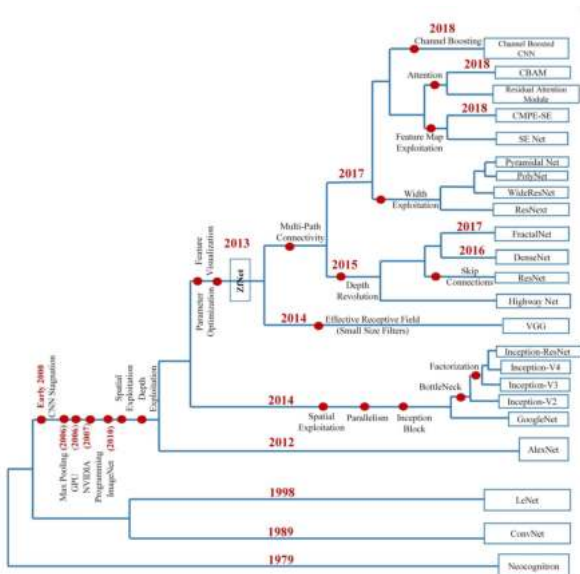 2018
Channel Boosting
Channel Boosted
CNN
2018
Attention
CBAM
Residual Attention
Module
2018
CMPE-SE
Feature Map
Exploitation
SE Net
2017
Pyramidal Net
PolyNet
Width
Exploitation
WideResNet
ResNext
Multi-Path
Connectivity
2017
FractalNet
2016
DenseNet
2015
Depth
Revolution
Skip
Connections
ResNet
Highway Net
Feature
Visualization
Parameter
Optimization
2013
ZfNet
2014
Effective Receptive Field
(Small Size Filters)
VGG
Inception-ResNet
Factorization
Inception-V4
Inception-V3
BottleNeck
Inception-V2
GoogleNet
2014
Spatial
Exploitation
Parallelism
Inception
Block
Early 2000
CNN Stagnation
Max Pooling (2006)
GPU (2006)
NVIDIA (2007)
Programming
ImageNet (2010)
Spatial
Exploitation
Depth
Exploitation
2012
AlexNet
1998
LeNet
1989
ConvNet
1979
Neocognitron